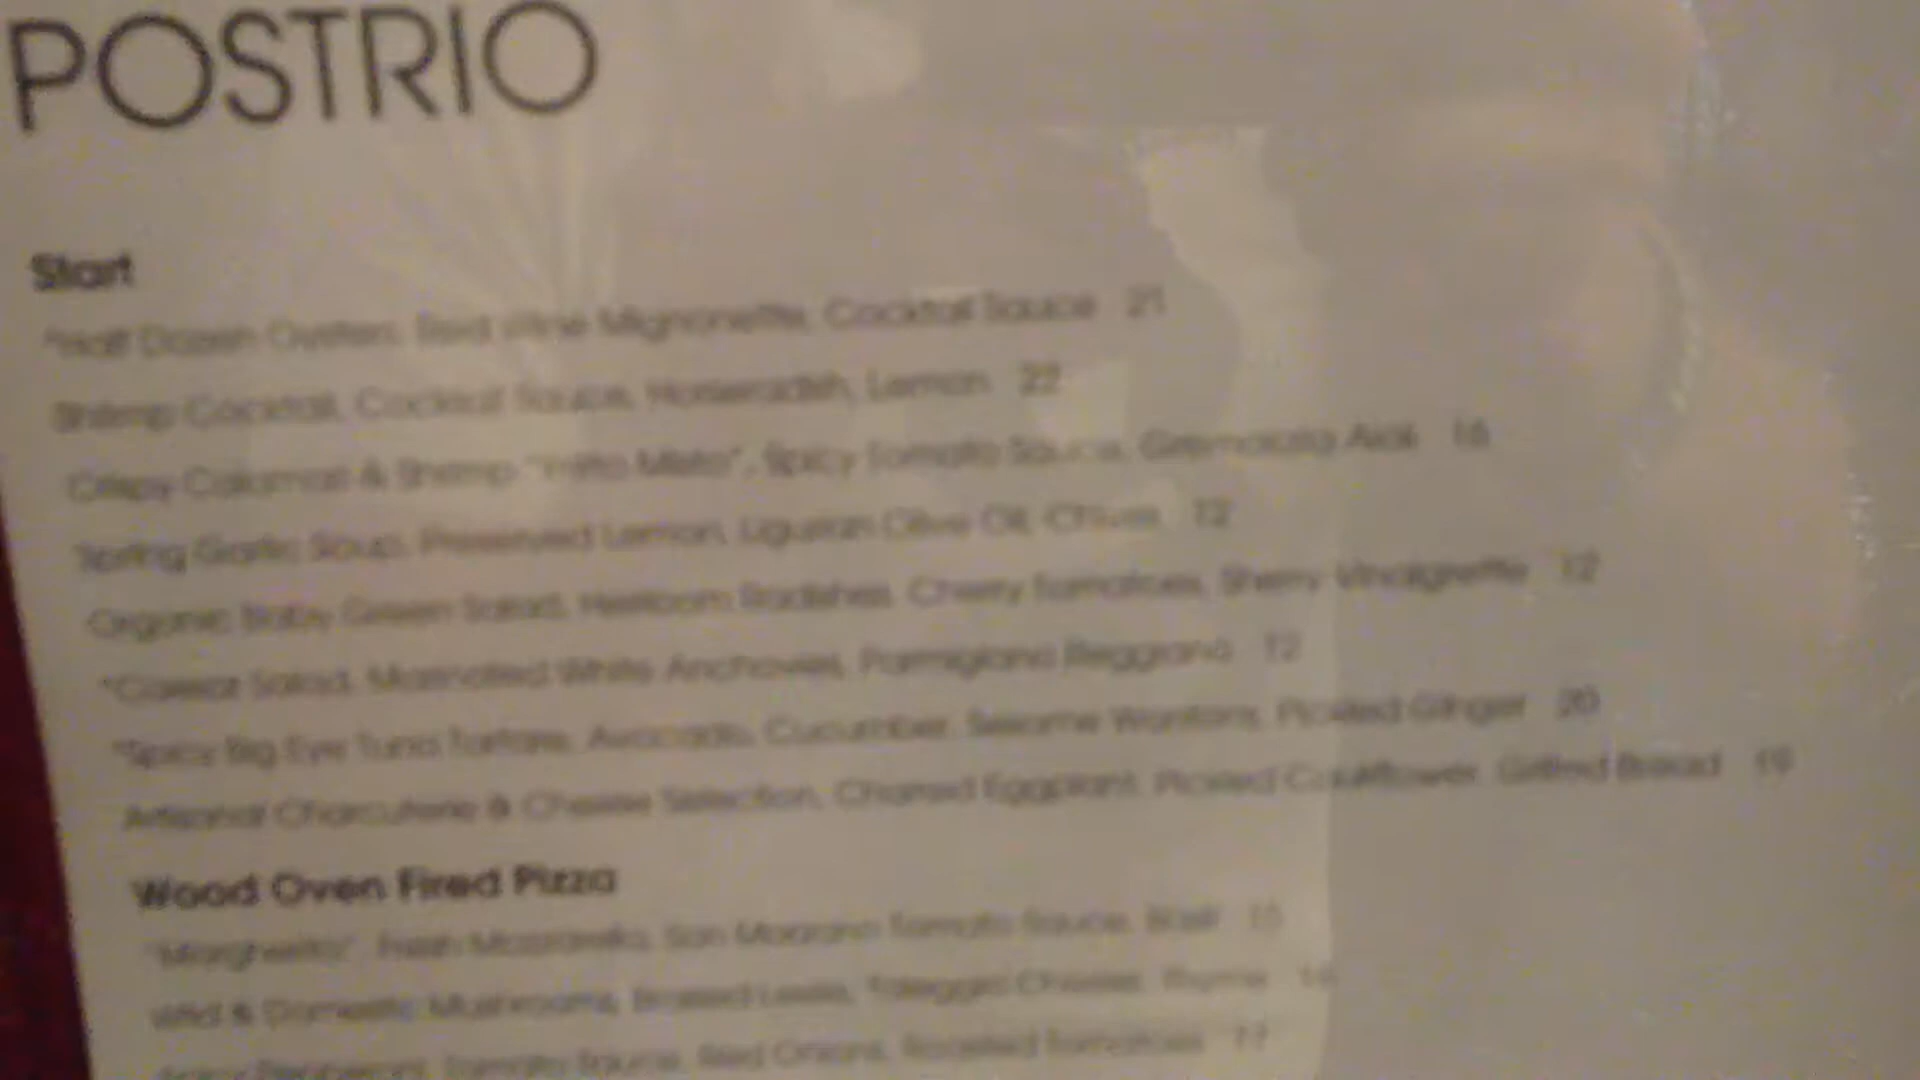 POSTRIO
Start
*Half Dozen Oysters, Red Wine Mignonette, Cocktail Sauce 21
Shrimp Cocktail, Cocktail Sauce, Horseradish, Lemon 22
Crispy Calamari & Shrimp "Frito Misto", Spicy Tomato Sauce, Gremolata Aioli 16
Spring Garlic Soup, Preserved Lemon, Ligurian Olive Oil, Chives 12
Organic Baby Green Salad, Heirloom Radishes, Cherry Tomatoes, Sherry Vinaigrette 12
*Caesar Salad, Marinated White Anchovies, Parmigiano Reggiano 12
*Spicy Big Eye Tuna Tartare, Avocado, Cucumber, Sesame Wontons, Pickled Ginger 20
Artisanal Charcuterie & Cheese Selection, Charred Eggplant, Pickled Cauliflower, Grilled Bread 19
Wood Oven Fired Pizza
"Margherita", Fresh Mozzarella, San Marzano Tomato Sauce, Basil
Wild & Domestic Mushrooms, Braised Leeks, Taleggio Cheese, Thyme
Spicy Pepperoni, Tomato Sauce, Red Onions, Roasted Tomatoes 17